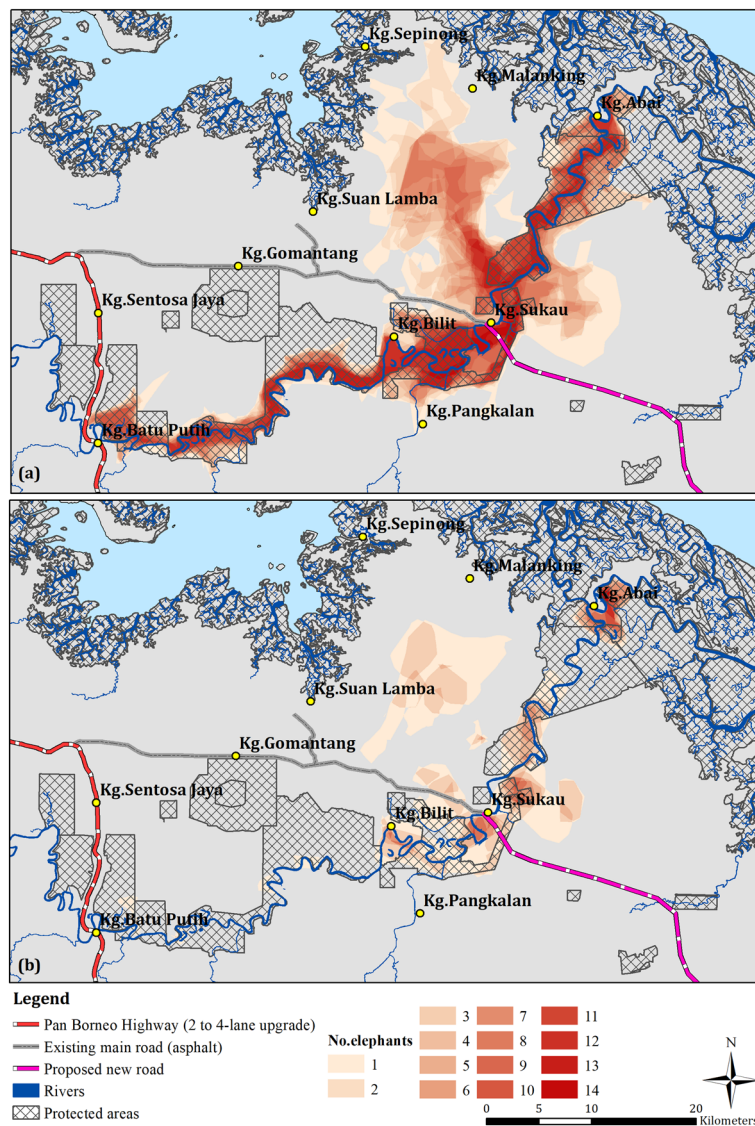 Kg.Sepinong
Kg.Malanking
Kg.Abai
Kg.Suan Lamba
Kg.Gomantang
Kg.Sentosa Jaya
Kg.Sukau
Kg.Bilit
Kg.Pangkalan
Kg.Batu Putih
(a)
Kg.Sepinong
Kg.Malanking
Kg.Abai
Kg.Suan Lamba
Kg.Gomantang
Kg.Sentosa Jaya
Kg.Sukau
Kg.Bilit
Kg.Pangkalan
Kg.Batu Putih
(b)
Legend
Pan Borneo Highway (2 to 4-lane upgrade)
Existing main road (asphalt)
Proposed new road
Rivers
Protected areas
No.elephants
1
2
3
4
5
6
7
8
9
10
11
12
13
14
N
0 5 10 20
Kilometers